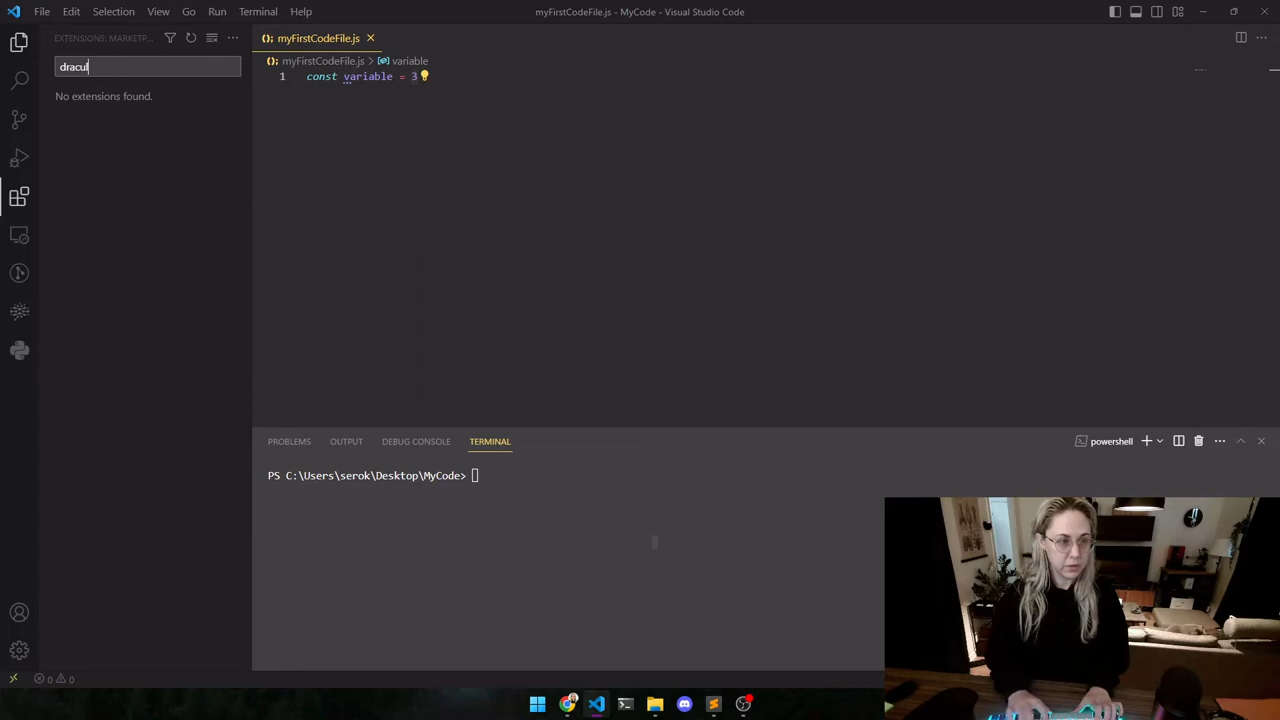 File Edit Selection View Go Run Terminal Help
myFirstCodeFile.js - MyCode - Visual Studio Code
EXTENSIONS: MARKETP...
dracul
No extensions found.
myFirstCodeFile.js
myFirstCodeFile.js > variable
1 const variable = 3
PROBLEMS OUTPUT DEBUG CONSOLE TERMINAL
powershell
PS C:\Users\serok\Desktop\MyCode>
0 0